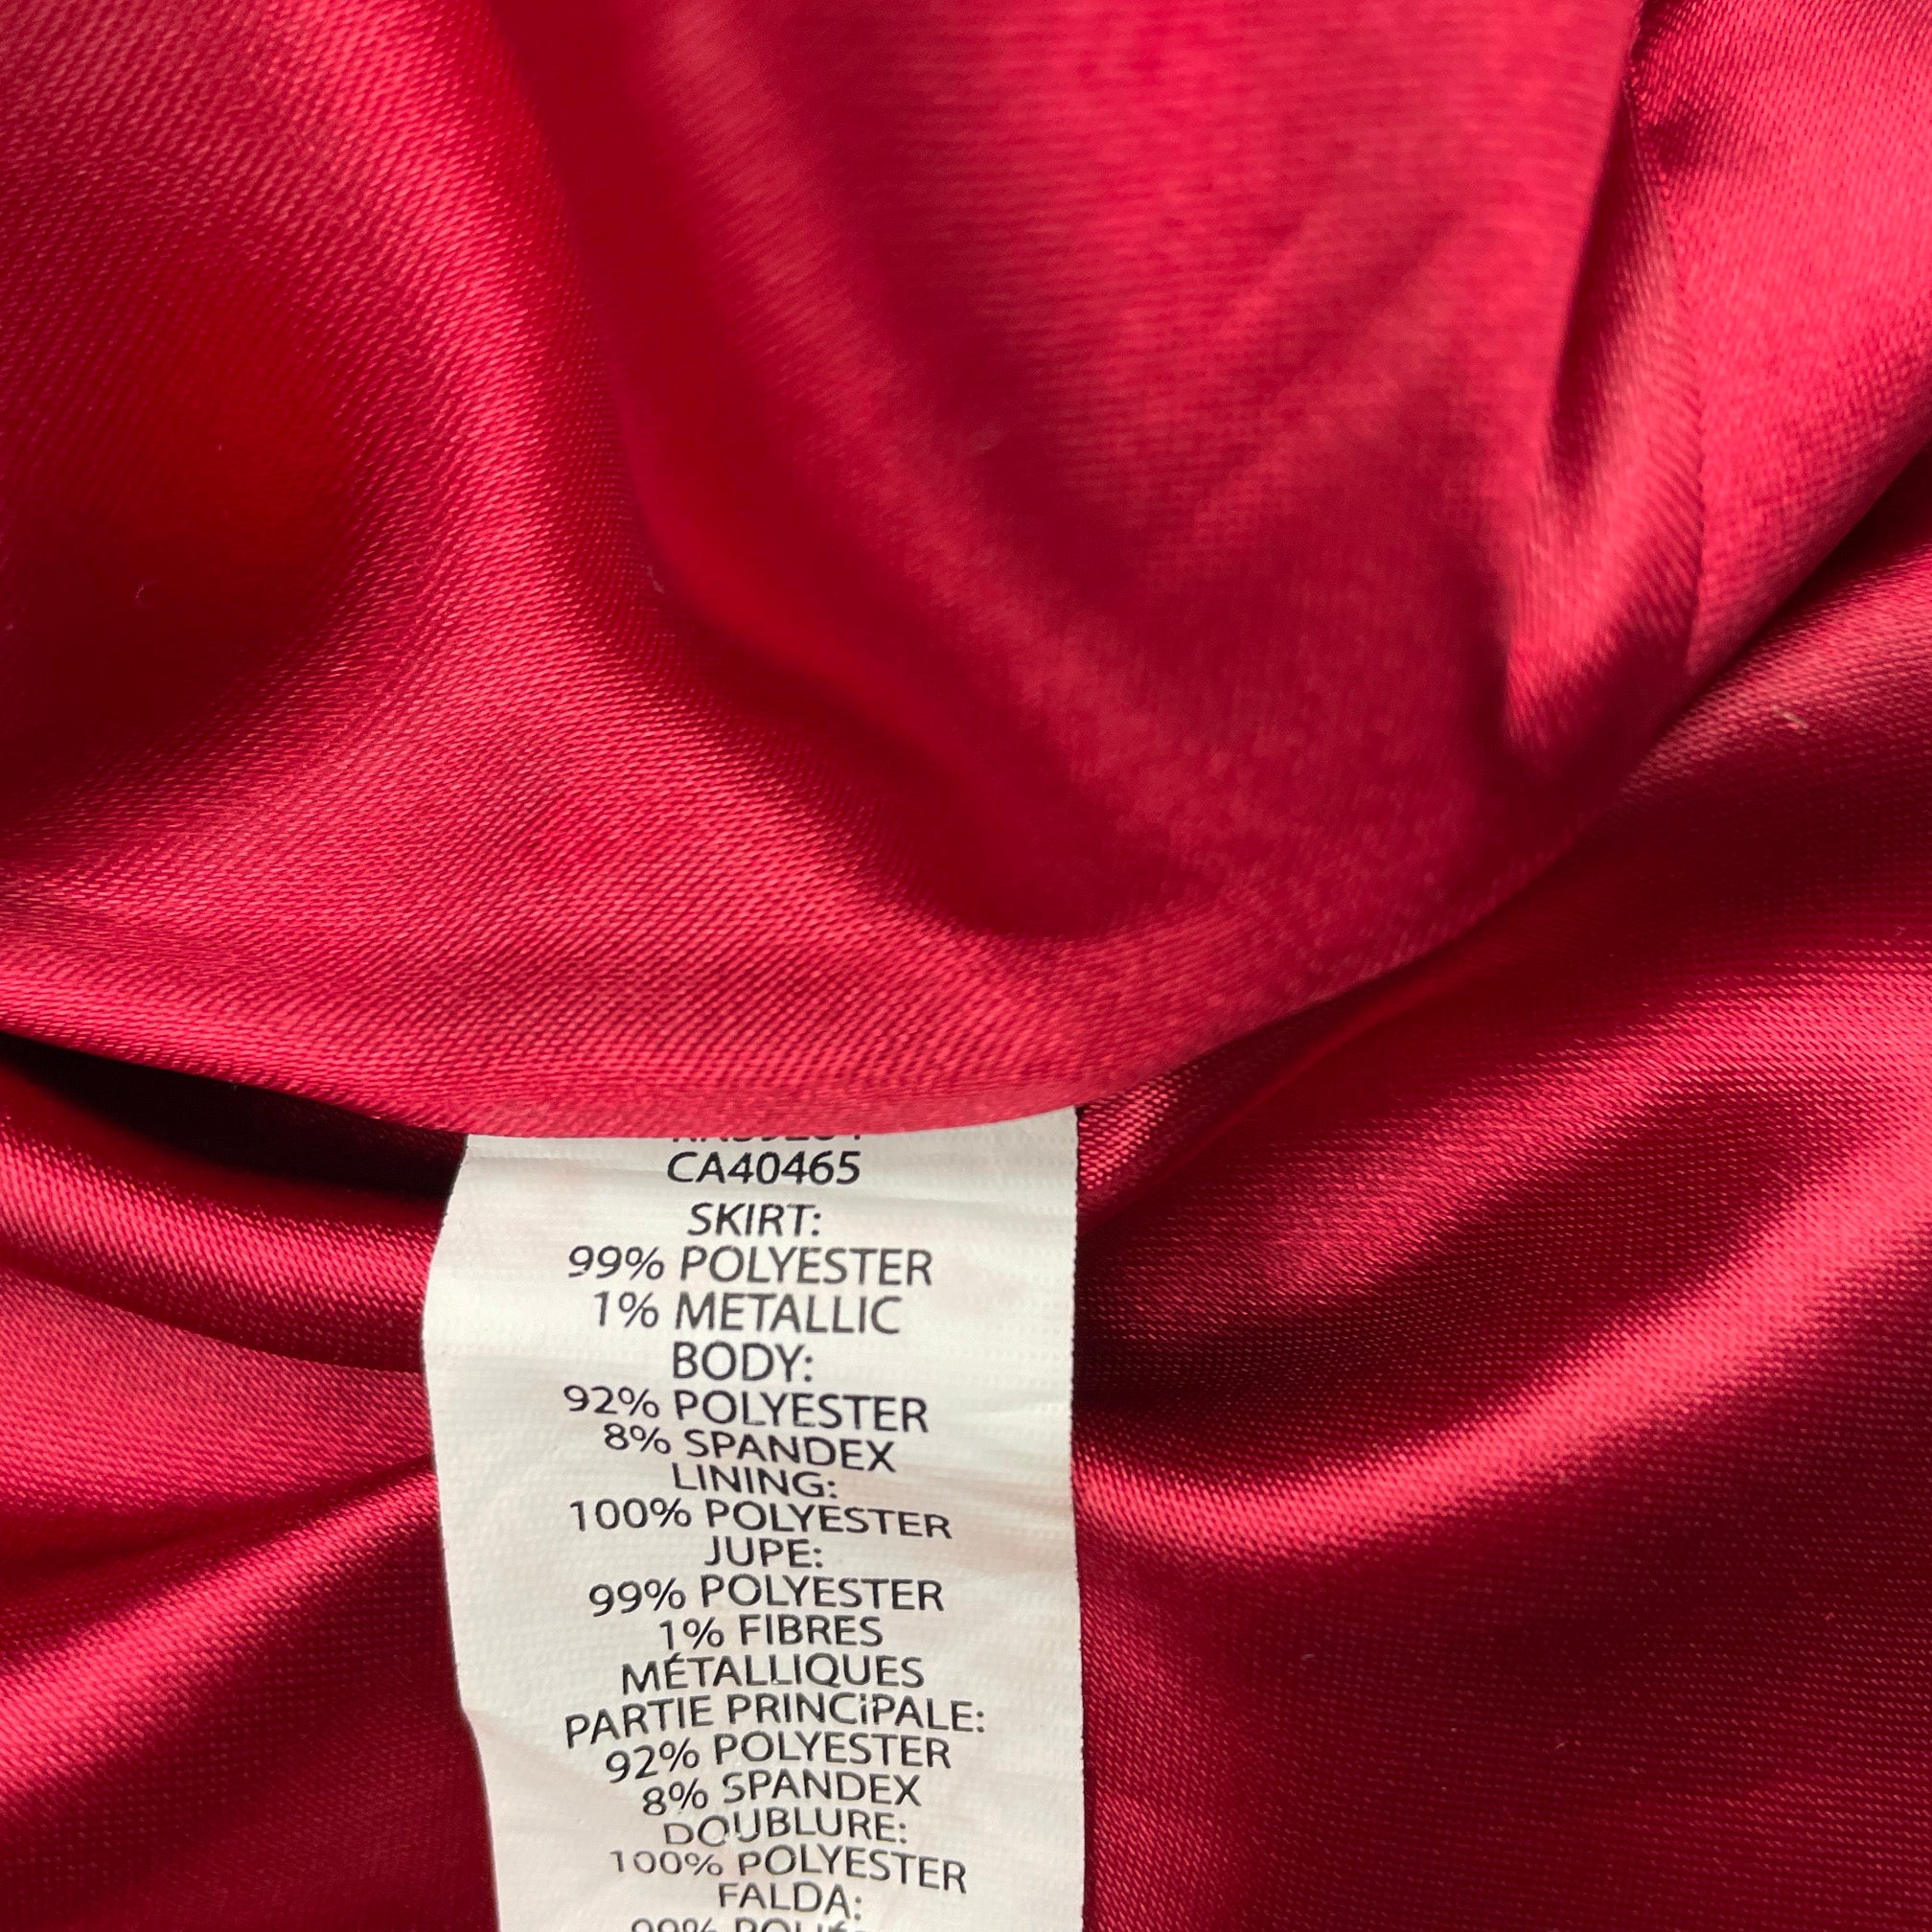 CA40465
SKIRT:
99% POLYESTER
1% METALLIC
BODY:
92% POLYESTER
8% SPANDEX
LINING:
100% POLYESTER
JUPE:
99% POLYESTER
1% FIBRES
MÉTALLIQUES
PARTIE PRINCiPALE:
92% POLYESTER
8% SPANDEX
DOUBLURE:
100% POLYESTER
FALDA:
99%